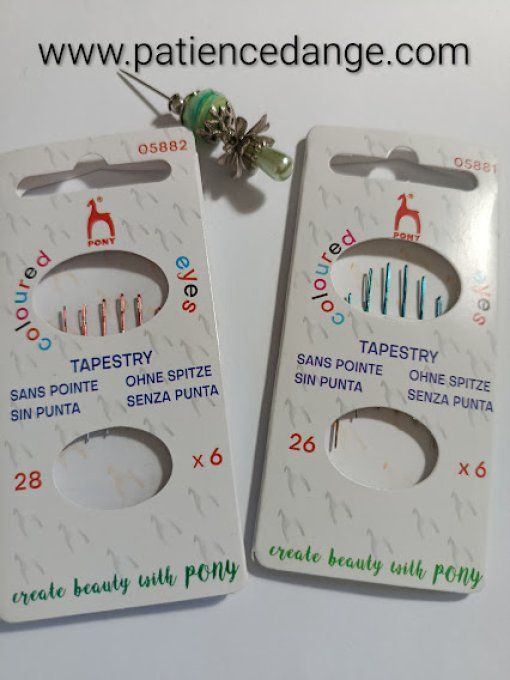 www.patiencedange.com
05882
PONY
coloured eyes
TAPESTRY
SANS POINTE OHNE SPITZE
SIN PUNTA SENZA PUNTA
28 x 6
create beauty with PONY
05881
PONY
coloured eyes
TAPESTRY
SANS POINTE OHNE SPITZE
SIN PUNTA SENZA PUNTA
26 x 6
create beauty with PONY